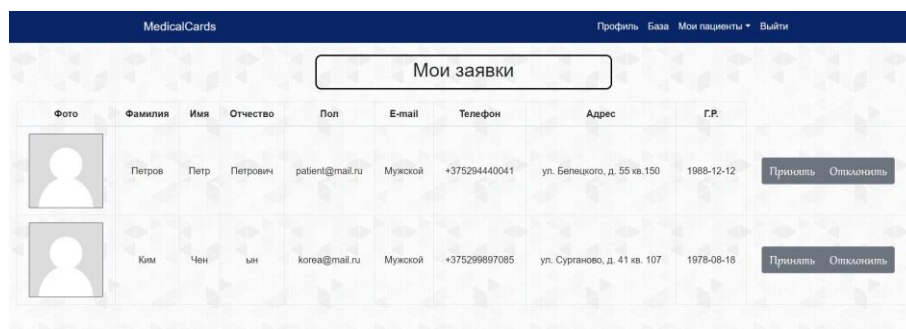 MedicalCards Профиль База Мои пациенты Выйти
Мои заявки
Фото Фамилия Имя Отчество Пол E-mail Телефон Адрес Г.Р.
Петров Петр Петрович patient@mail.ru Мужской +375294440041 ул. Белецкого, д. 55 кв.150 1988-12-12 Принять Отклонить
Ким Чен ын korea@mail.ru Мужской +375299897085 ул. Сурганово, д. 41 кв. 107 1978-08-18 Принять Отклонить